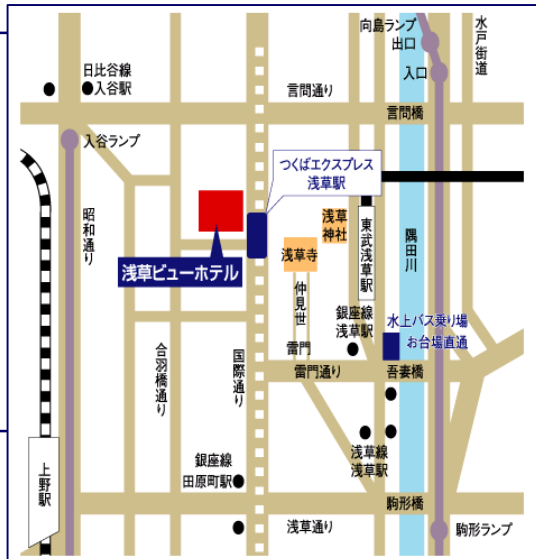 向島ランプ
出口
水戸街道
日比谷線
入谷駅
入口
言問通り
言問橋
入谷ランプ
つくばエクスプレス
浅草駅
昭和通り
浅草
神社
東武浅草駅
隅田川
浅草ビューホテル
浅草寺
仲見世
銀座線
浅草駅
水上バス乗り場
お台場直通
合羽橋通り
国際通り
雷門
雷門通り
吾妻橋
浅草線
浅草駅
上野駅
銀座線
田原町駅
駒形橋
浅草通り
駒形ランプ